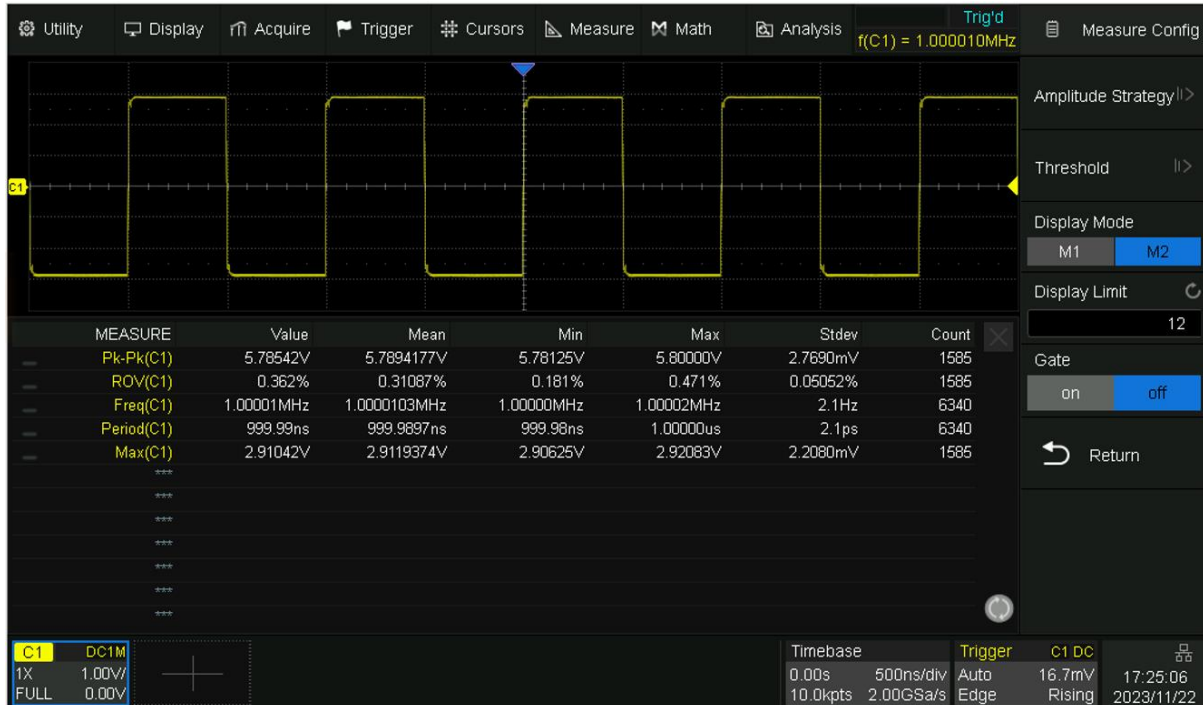 Utility Display Acquire Trigger Cursors Measure Math Analysis Trig'd
f(C1) = 1.000010MHz
Measure Config
C1
Amplitude Strategy
Threshold
Display Mode
M1 M2
Display Limit
12
Gate
on off
Return
MEASURE Value Mean Min Max Stdev Count
Pk-Pk(C1) 5.78542V 5.7894177V 5.78125V 5.80000V 2.7690mV 1585
ROV(C1) 0.362% 0.31087% 0.181% 0.471% 0.05052% 1585
Freq(C1) 1.00001MHz 1.0000103MHz 1.00000MHz 1.00002MHz 2.1Hz 6340
Period(C1) 999.99ns 999.9897ns 999.98ns 1.00000us 2.1ps 6340
Max(C1) 2.91042V 2.9119374V 2.90625V 2.92083V 2.2080mV 1585
***
***
***
***
***
***
***
C1 DC1M
1X 1.00V/
FULL 0.00V
Timebase
0.00s 500ns/div
10.0kpts 2.00GSa/s
Trigger C1 DC
Auto 16.7mV
Edge Rising
17:25:06
2023/11/22